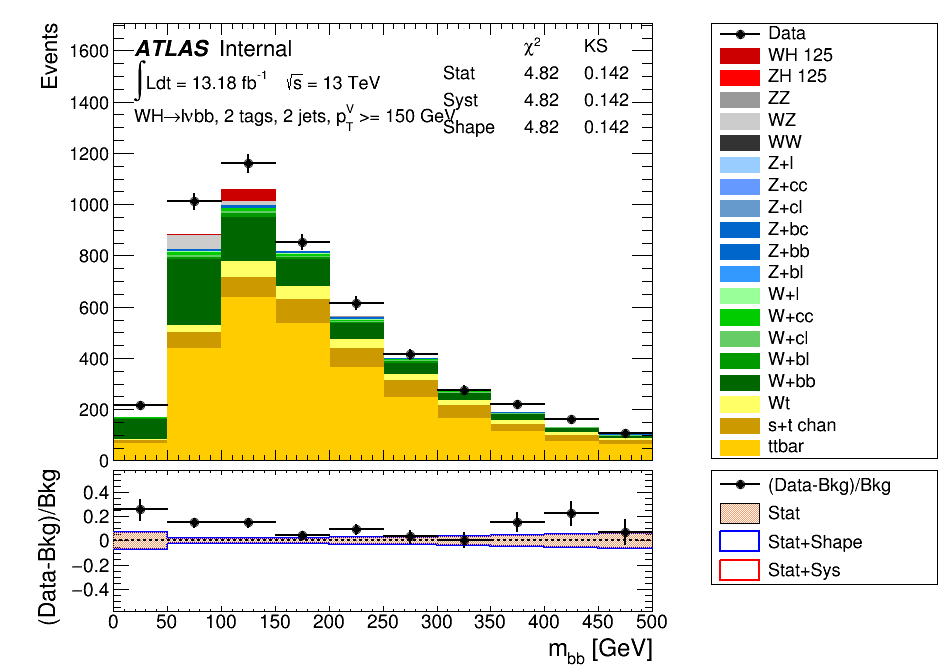 Events
1600
1400
1200
1000
800
600
400
200
0
ATLAS Internal
∫Ldt = 13.18 fb⁻¹ √s = 13 TeV
WH→lνbb, 2 tags, 2 jets, p_T^V >= 150 GeV
χ² KS
Stat 4.82 0.142
Syst 4.82 0.142
Shape 4.82 0.142
Data
WH 125
ZH 125
ZZ
WZ
WW
Z+l
Z+cc
Z+cl
Z+bc
Z+bb
Z+bl
W+l
W+cc
W+cl
W+bl
W+bb
Wt
s+t chan
ttbar
(Data-Bkg)/Bkg
0.4
0.2
0
−0.2
−0.4
0 50 100 150 200 250 300 350 400 450 500
m_bb [GeV]
(Data-Bkg)/Bkg
Stat
Stat+Shape
Stat+Sys